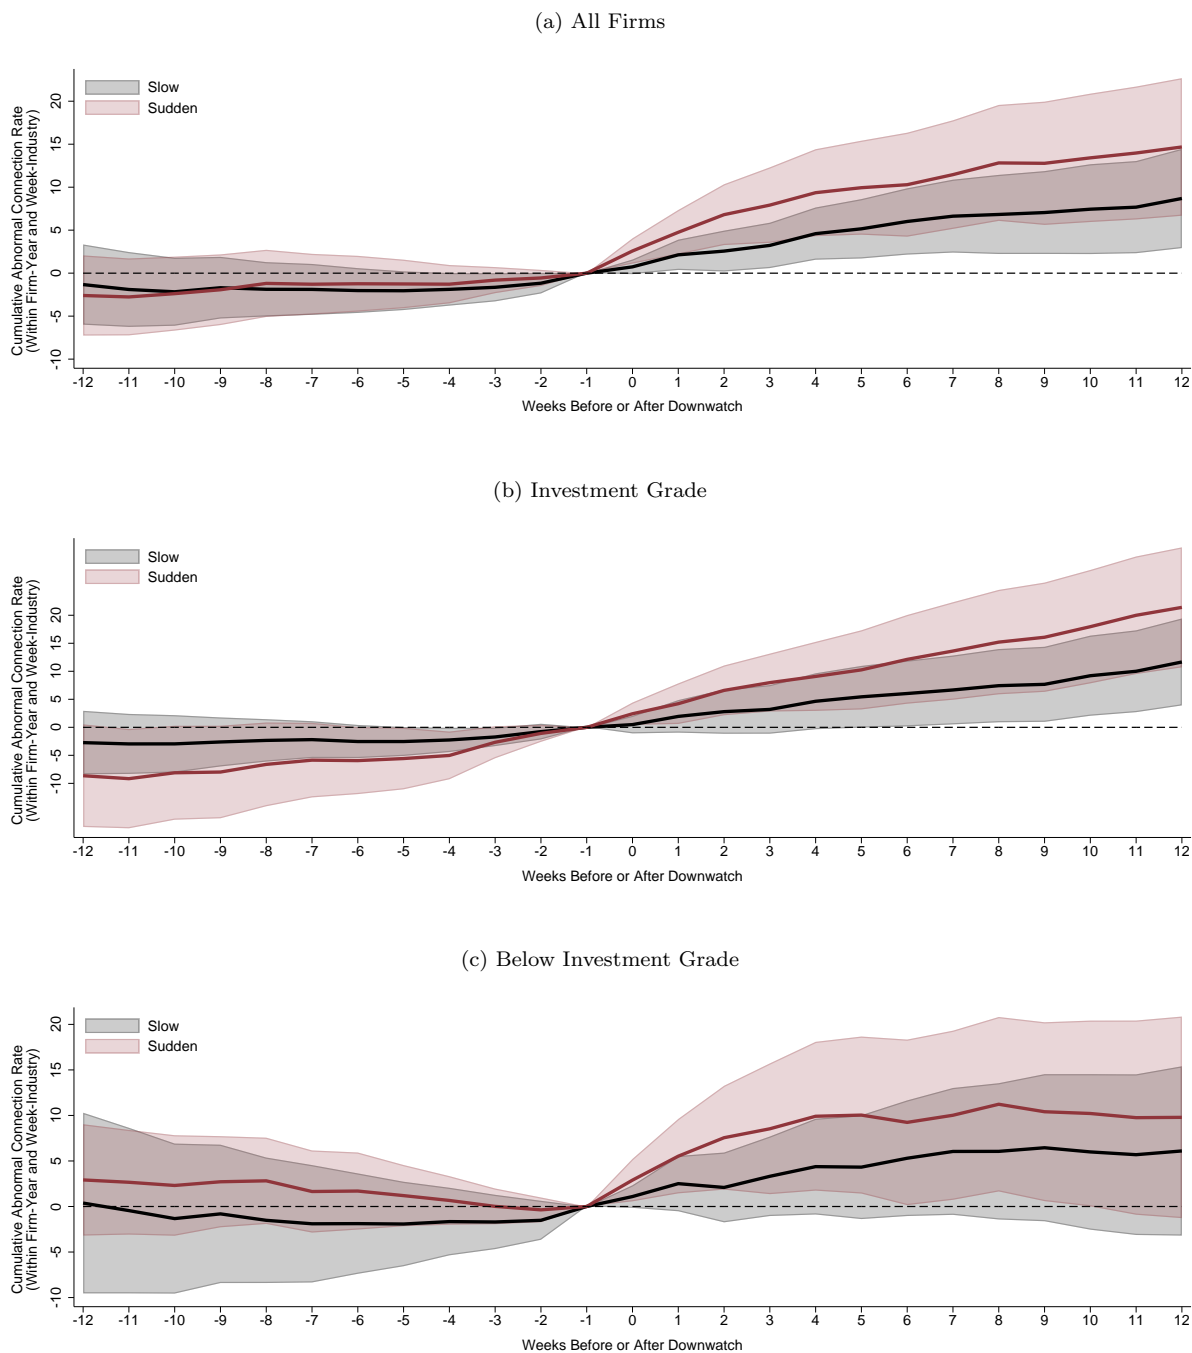 (a) All Firms
Slow
Sudden
Cumulative Abnormal Connection Rate
(Within Firm-Year and Week-Industry)
20
15
10
5
0
-5
-10
-12 -11 -10 -9 -8 -7 -6 -5 -4 -3 -2 -1 0 1 2 3 4 5 6 7 8 9 10 11 12
Weeks Before or After Downwatch
(b) Investment Grade
Slow
Sudden
Cumulative Abnormal Connection Rate
(Within Firm-Year and Week-Industry)
20
15
10
5
0
-5
-10
-12 -11 -10 -9 -8 -7 -6 -5 -4 -3 -2 -1 0 1 2 3 4 5 6 7 8 9 10 11 12
Weeks Before or After Downwatch
(c) Below Investment Grade
Slow
Sudden
Cumulative Abnormal Connection Rate
(Within Firm-Year and Week-Industry)
20
15
10
5
0
-5
-10
-12 -11 -10 -9 -8 -7 -6 -5 -4 -3 -2 -1 0 1 2 3 4 5 6 7 8 9 10 11 12
Weeks Before or After Downwatch